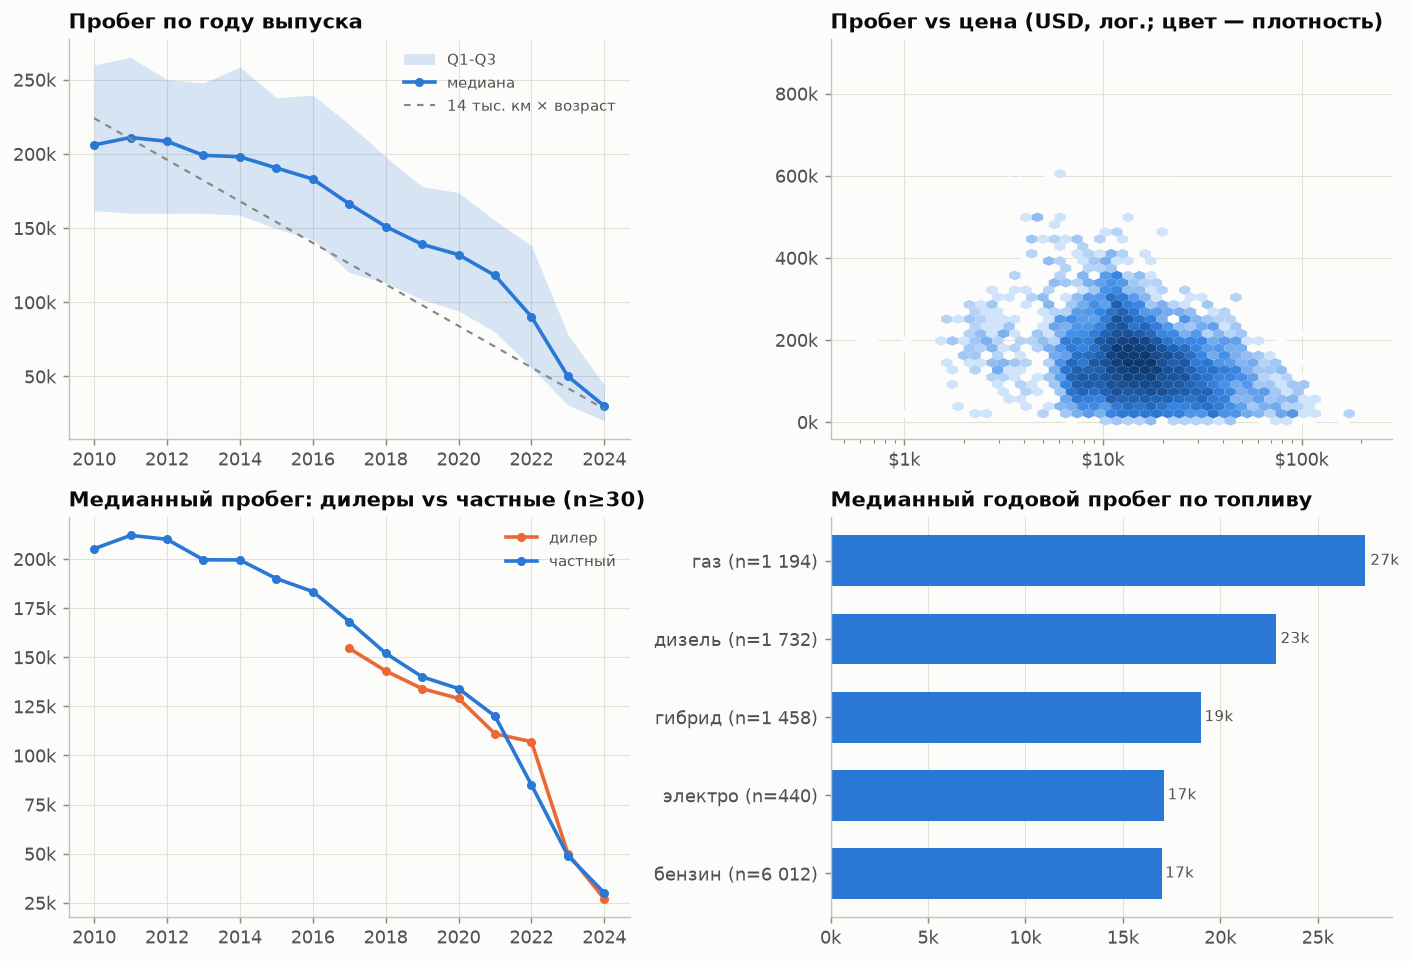 Пробег по году выпуска
Q1-Q3
медиана
14 тыс. км × возраст
250k
200k
150k
100k
50k
2010 2012 2014 2016 2018 2020 2022 2024
Пробег vs цена (USD, лог.; цвет — плотность)
800k
600k
400k
200k
0k
$1k $10k $100k
Медианный пробег: дилеры vs частные (n≥30)
дилер
частный
200k
175k
150k
125k
100k
75k
50k
25k
2010 2012 2014 2016 2018 2020 2022 2024
Медианный годовой пробег по топливу
газ (n=1 194) 27k
дизель (n=1 732) 23k
гибрид (n=1 458) 19k
электро (n=440) 17k
бензин (n=6 012) 17k
0k 5k 10k 15k 20k 25k